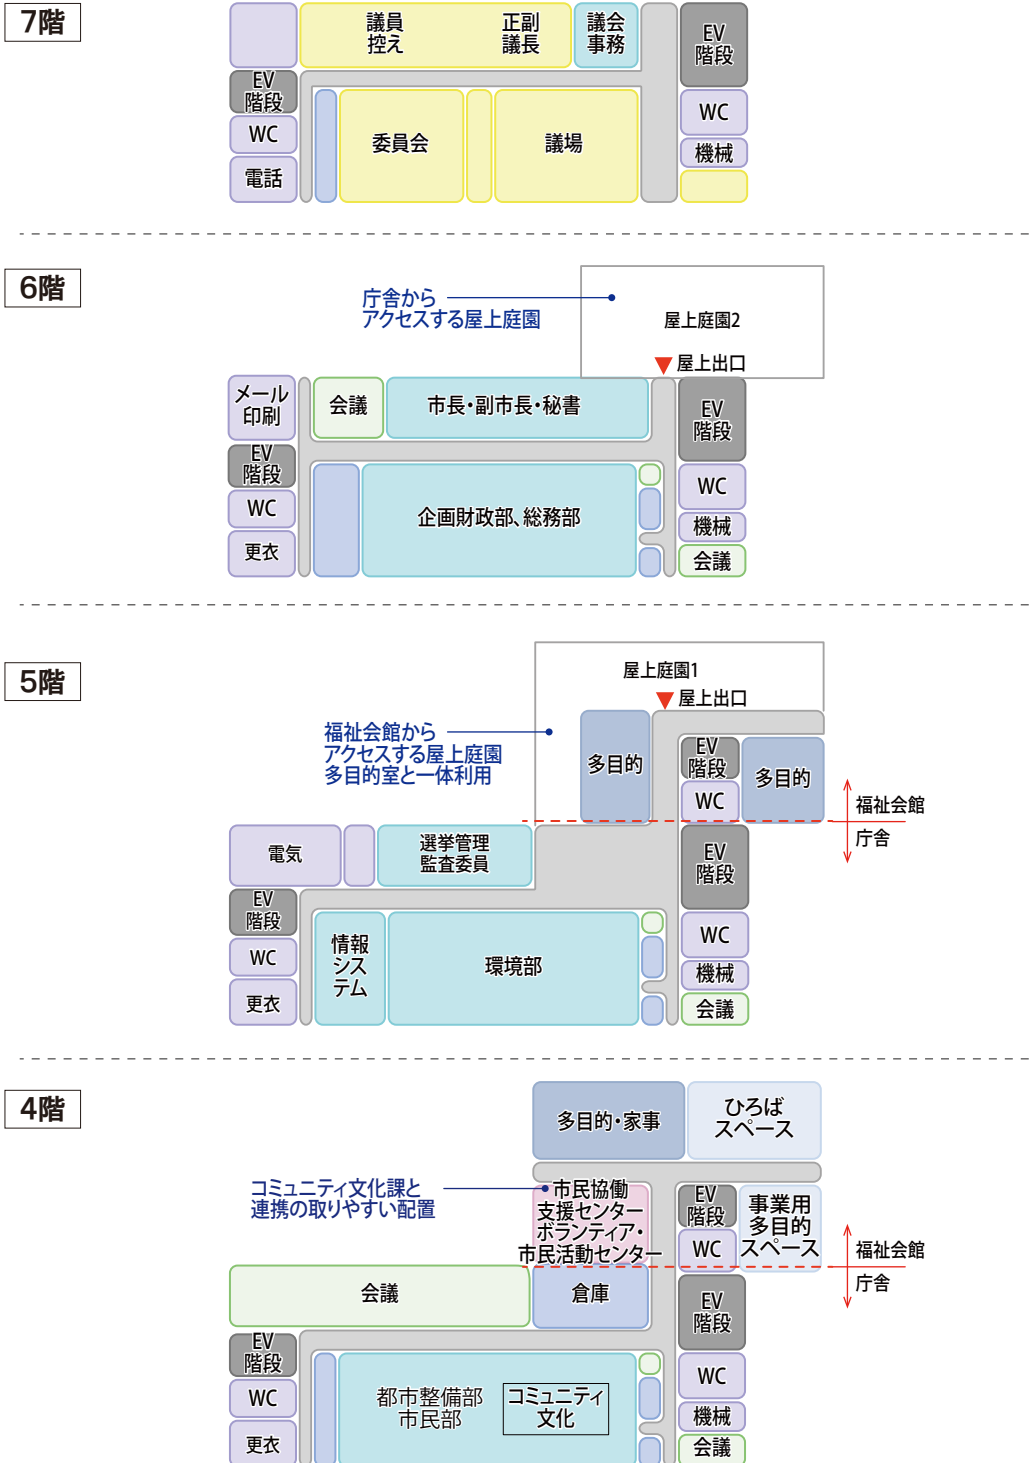 7階
議員
控え
正副
議長
議会
事務
EV
階段
EV
階段
WC
電話
委員会
議場
WC
機械
6階
庁舎から
アクセスする屋上庭園
屋上庭園2
屋上出口
メール
印刷
会議
市長・副市長・秘書
EV
階段
EV
階段
WC
更衣
企画財政部、総務部
WC
機械
会議
5階
屋上庭園1
屋上出口
福祉会館から
アクセスする屋上庭園
多目的室と一体利用
多目的
EV
階段
WC
多目的
福祉会館
庁舎
電気
選挙管理
監査委員
EV
階段
EV
階段
WC
更衣
情報
シス
テム
環境部
WC
機械
会議
4階
多目的・家事
ひろば
スペース
コミュニティ文化課と
連携の取りやすい配置
市民協働
支援センター
ボランティア・
市民活動センター
EV
階段
WC
事業用
多目的
スペース
福祉会館
庁舎
会議
倉庫
EV
階段
EV
階段
WC
更衣
都市整備部
市民部
コミュニティ
文化
WC
機械
会議